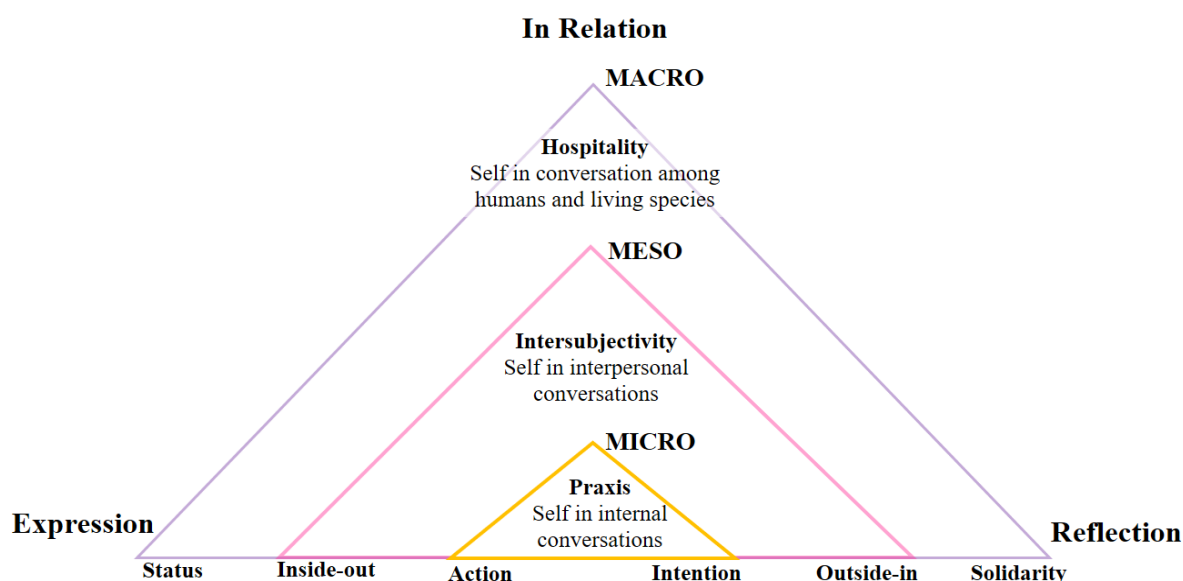 In Relation
MACRO
Hospitality
Self in conversation among
humans and living species
MESO
Intersubjectivity
Self in interpersonal
conversations
MICRO
Praxis
Self in internal
conversations
Expression
Reflection
Status
Inside-out
Action
Intention
Outside-in
Solidarity